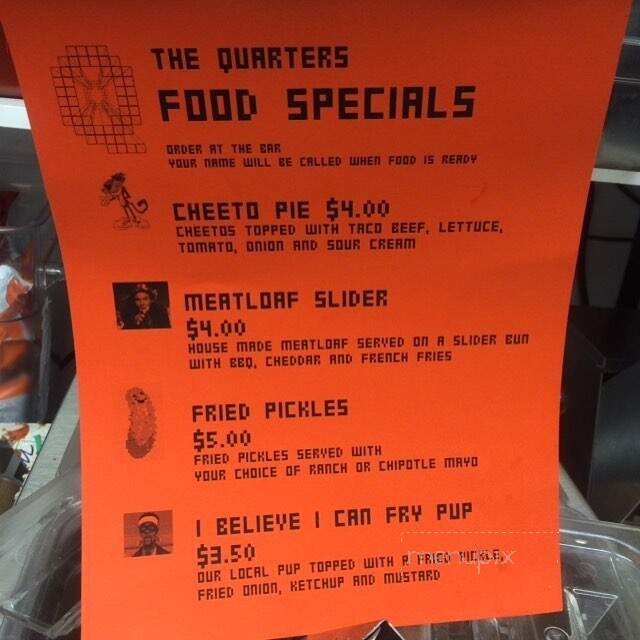 THE QUARTERS
FOOD SPECIALS
ORDER AT THE BAR
YOUR NAME WILL BE CALLED WHEN FOOD IS READY
CHEETO PIE $4.00
CHEETOS TOPPED WITH TACO BEEF, LETTUCE,
TOMATO, ONION AND SOUR CREAM
MEATLOAF SLIDER
$4.00
HOUSE MADE MEATLOAF SERVED ON A SLIDER BUN
WITH BBQ, CHEDDAR AND FRENCH FRIES
FRIED PICKLES
$5.00
FRIED PICKLES SERVED WITH
YOUR CHOICE OF RANCH OR CHIPOTLE MAYO
I BELIEVE I CAN FRY PUP
$3.50
OUR LOCAL PUP TOPPED WITH A FRIED PICKLE,
FRIED ONION, KETCHUP AND MUSTARD
menupix